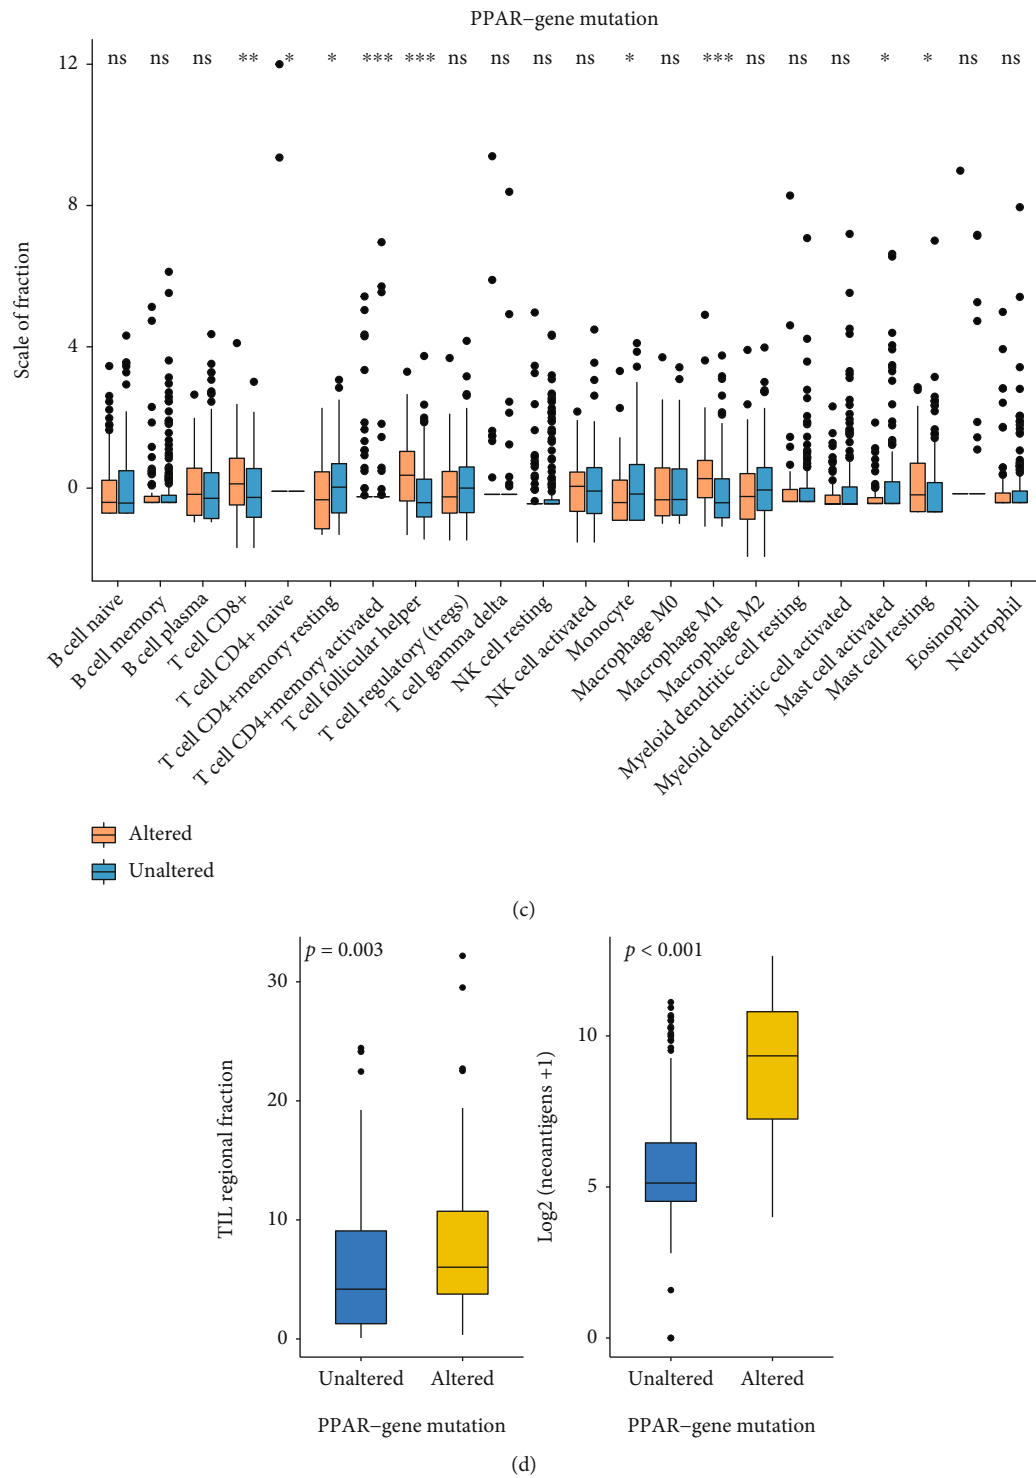 PPAR−gene mutation
12
8
4
0
Scale of fraction
ns ns ns ** * * *** *** ns ns ns ns * ns *** ns ns ns * * ns ns
B cell naive
B cell memory
B cell plasma
T cell CD8+
T cell CD4+ naive
T cell CD4+memory resting
T cell CD4+memory activated
T cell follicular helper
T cell regulatory (tregs)
T cell gamma delta
NK cell resting
NK cell activated
Monocyte
Macrophage M0
Macrophage M1
Macrophage M2
Myeloid dendritic cell resting
Myeloid dendritic cell activated
Mast cell activated
Mast cell resting
Eosinophil
Neutrophil
Altered
Unaltered
(c)
p = 0.003
30
20
10
0
TIL regional fraction
Unaltered Altered
PPAR−gene mutation
p < 0.001
10
5
0
Log2 (neoantigens +1)
Unaltered Altered
PPAR−gene mutation
(d)